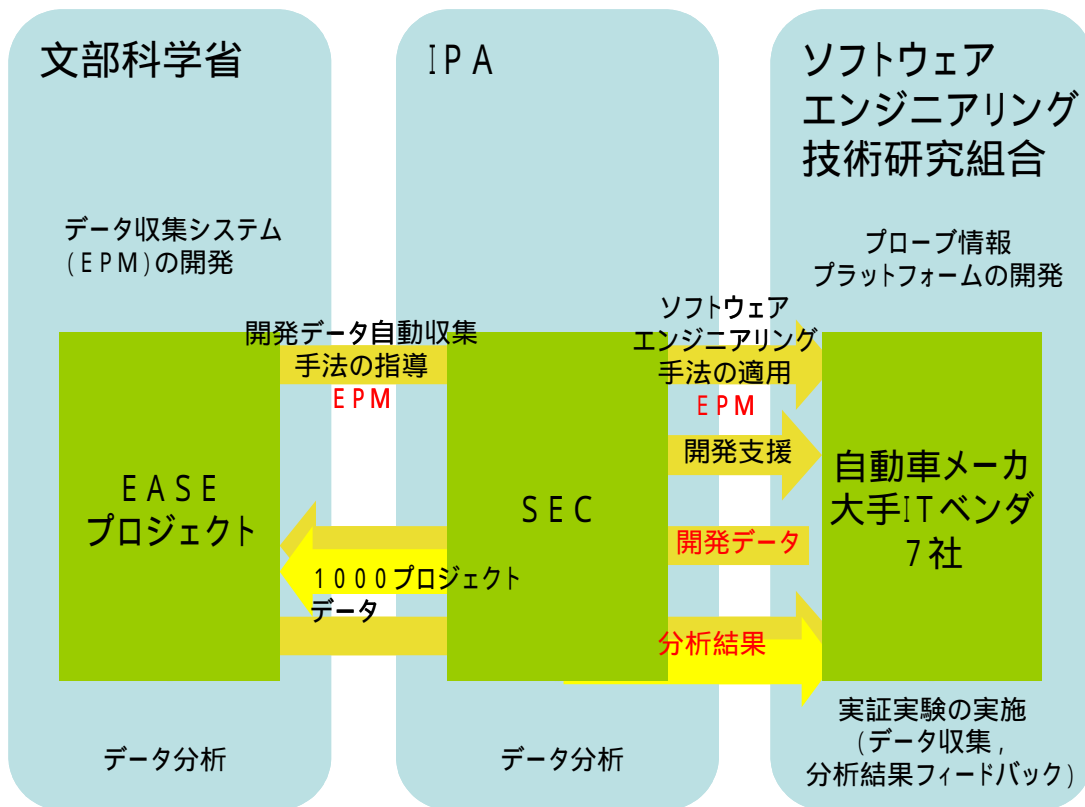 文部科学省
IPA
ソフトウェア
エンジニアリング
技術研究組合
データ収集システム
(EPM)の開発
プローブ情報
プラットフォームの開発
開発データ自動収集
手法の指導
EPM
ソフトウェア
エンジニアリング
手法の適用
EPM
開発支援
EASE
プロジェクト
SEC
自動車メーカ
大手ITベンダ
7社
開発データ
1000プロジェクト
データ
分析結果
データ分析
データ分析
実証実験の実施
(データ収集,
分析結果フィードバック)